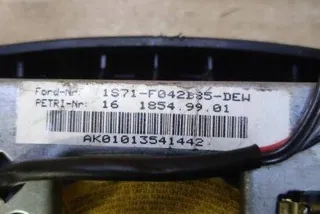 Ford-Nr: 1S71-F042B85-DEW
PETRI-Nr: 16 1854.99.01
AK01013541442